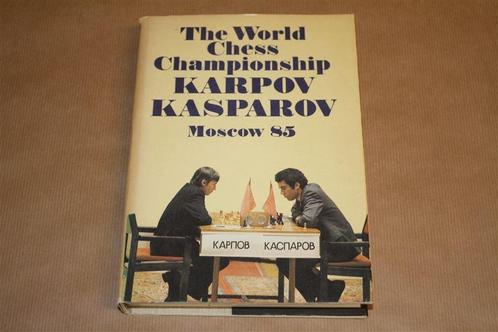 The World
Chess
Championship
KARPOV
KASPAROV
Moscow 85
КАРПОВ КАСПАРОВ